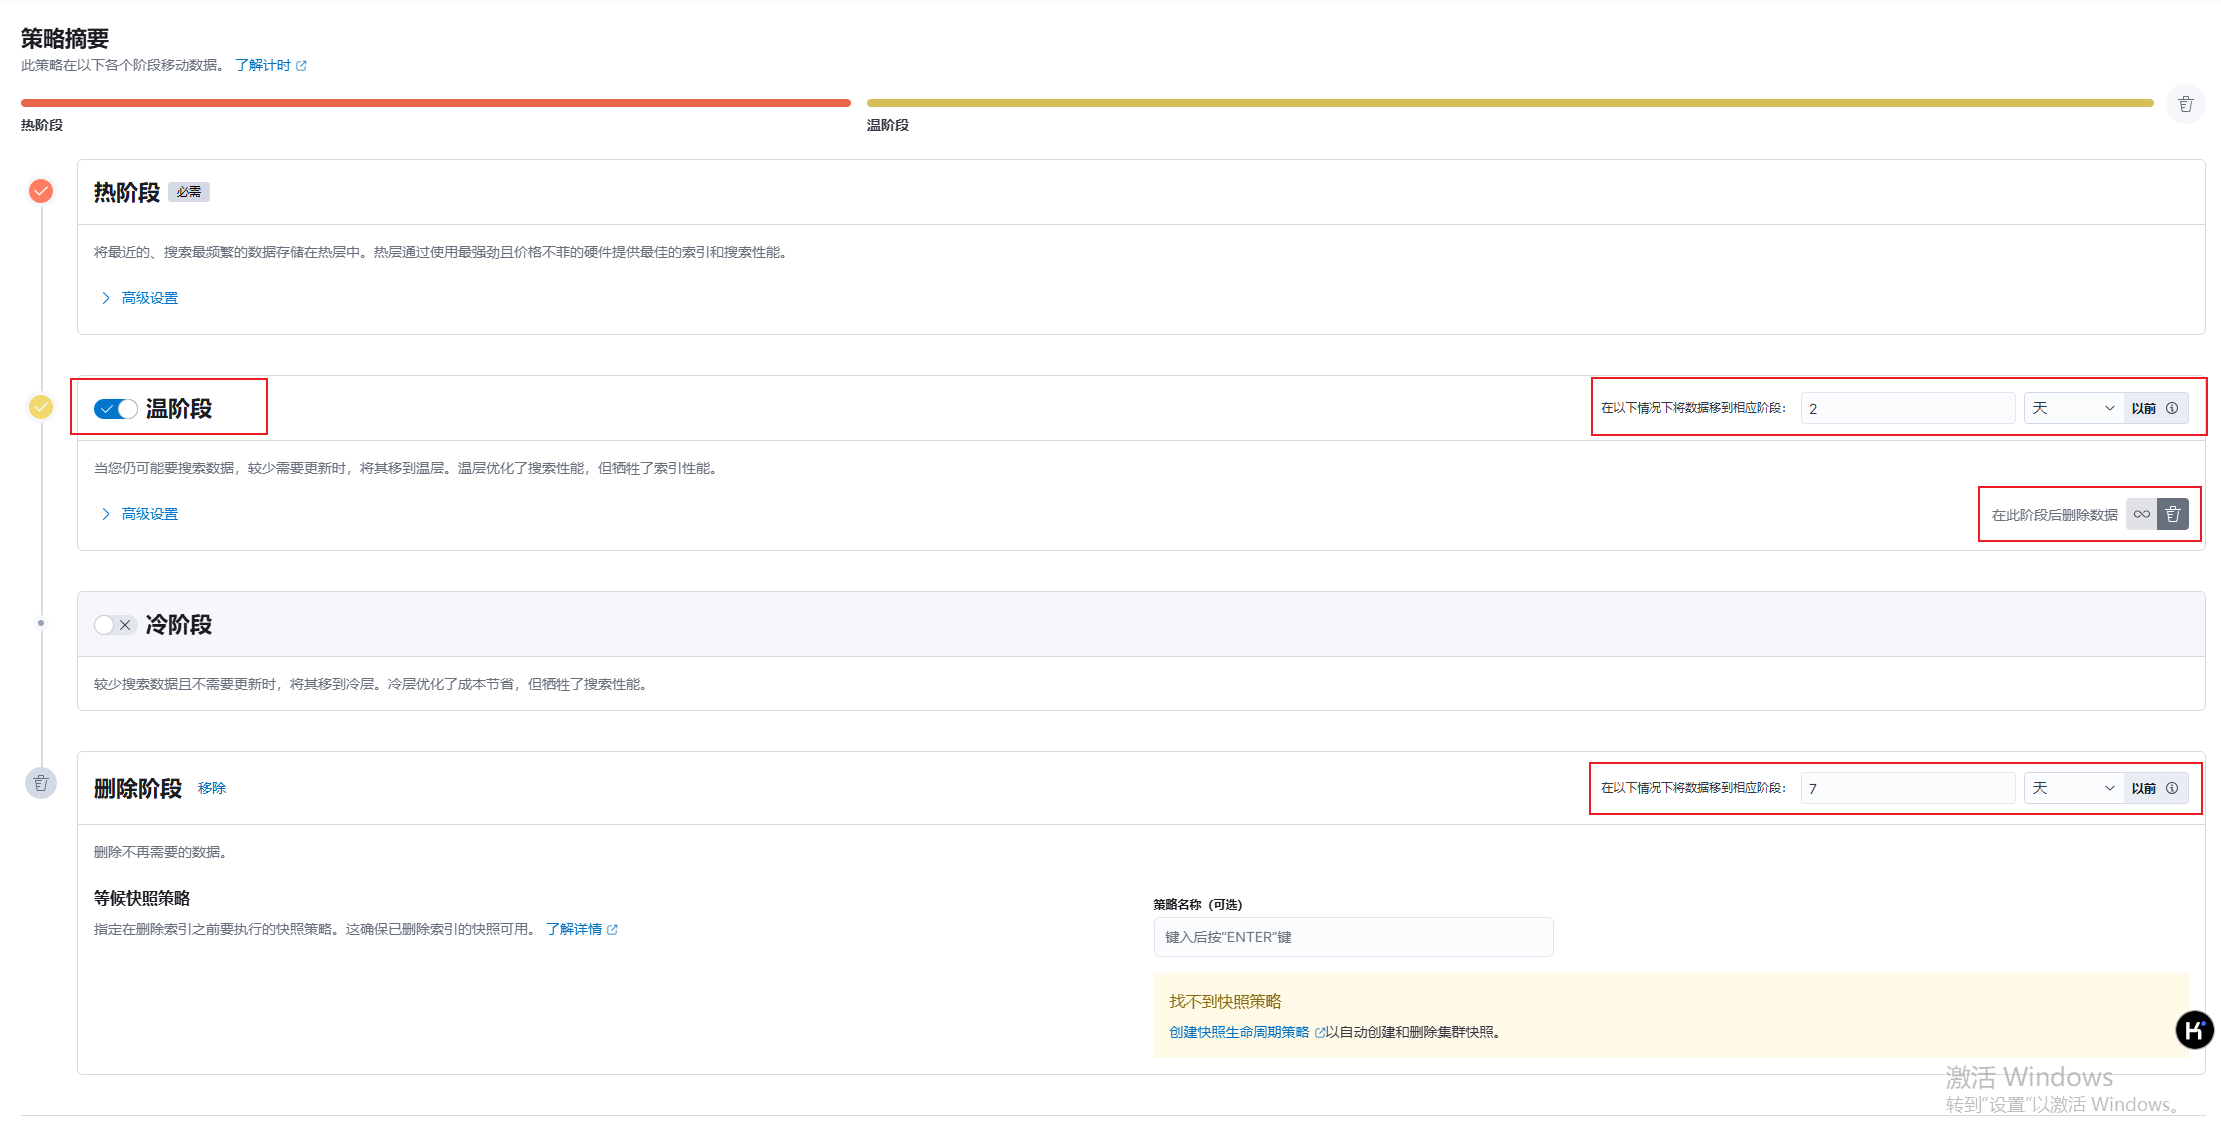 策略摘要
此策略在以下各个阶段移动数据。 了解计时
热阶段
温阶段
热阶段 必需
将最近的、搜索最频繁的数据存储在热层中。热层通过使用最强劲且价格不菲的硬件提供最佳的索引和搜索性能。
高级设置
温阶段
在以下情况下将数据移到相应阶段： 2 天 以前
当您仍可能要搜索数据，较少需要更新时，将其移到温层。温层优化了搜索性能，但牺牲了索引性能。
高级设置
在此阶段后删除数据
冷阶段
较少搜索数据且不需要更新时，将其移到冷层。冷层优化了成本节省，但牺牲了搜索性能。
删除阶段 移除
在以下情况下将数据移到相应阶段： 7 天 以前
删除不再需要的数据。
等候快照策略
指定在删除索引之前要执行的快照策略。这确保已删除索引的快照可用。 了解详情
策略名称（可选）
键入后按“ENTER”键
找不到快照策略
创建快照生命周期策略 以自动创建和删除集群快照。
K
激活 Windows
转到“设置”以激活 Windows。